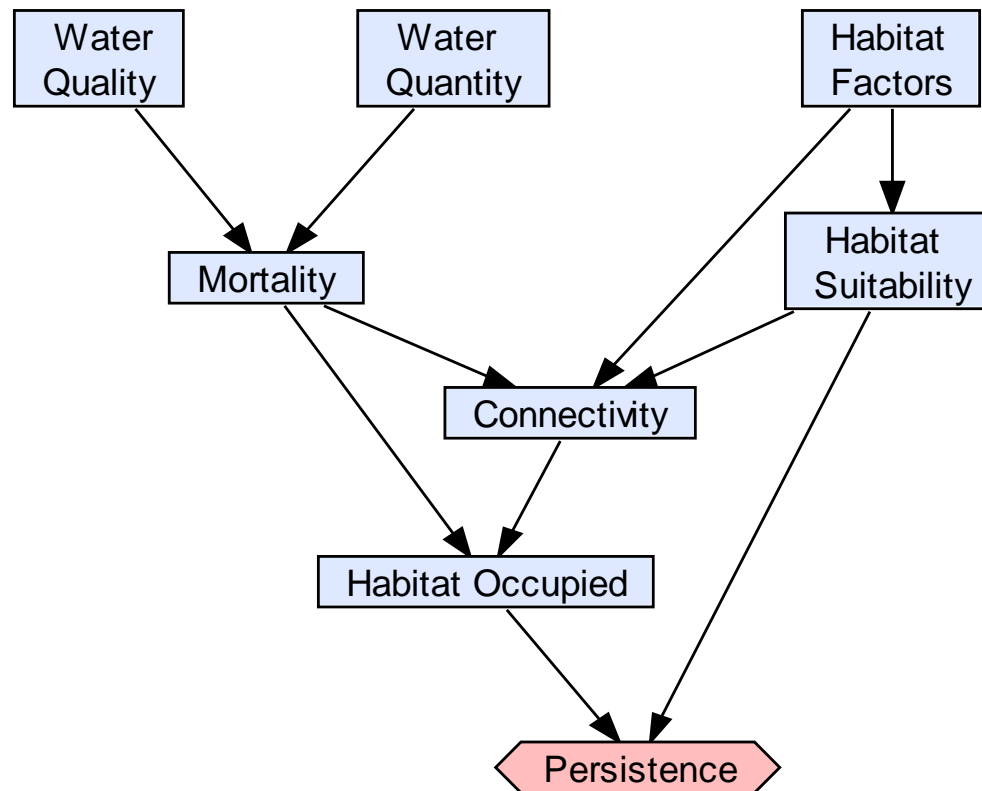 Water
Quality
Water
Quantity
Habitat
Factors
Habitat
Suitability
Mortality
Connectivity
Habitat Occupied
Persistence